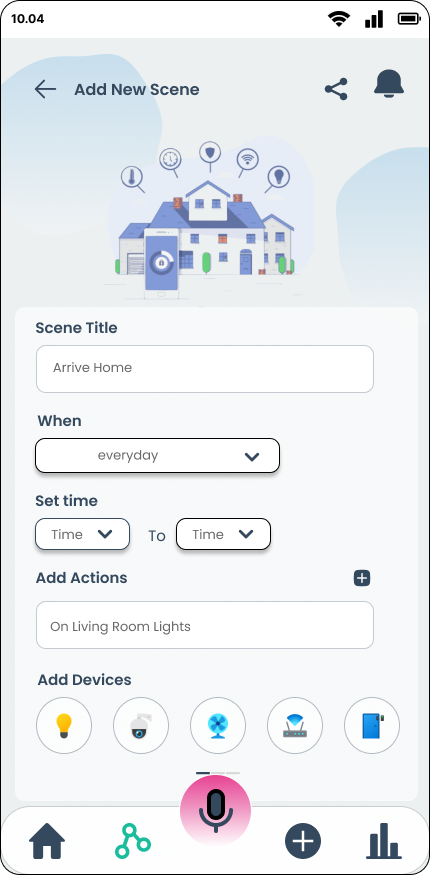 10.04
Add New Scene
Scene Title
Arrive Home
When
everyday
Set time
Time To Time
Add Actions
On Living Room Lights
Add Devices